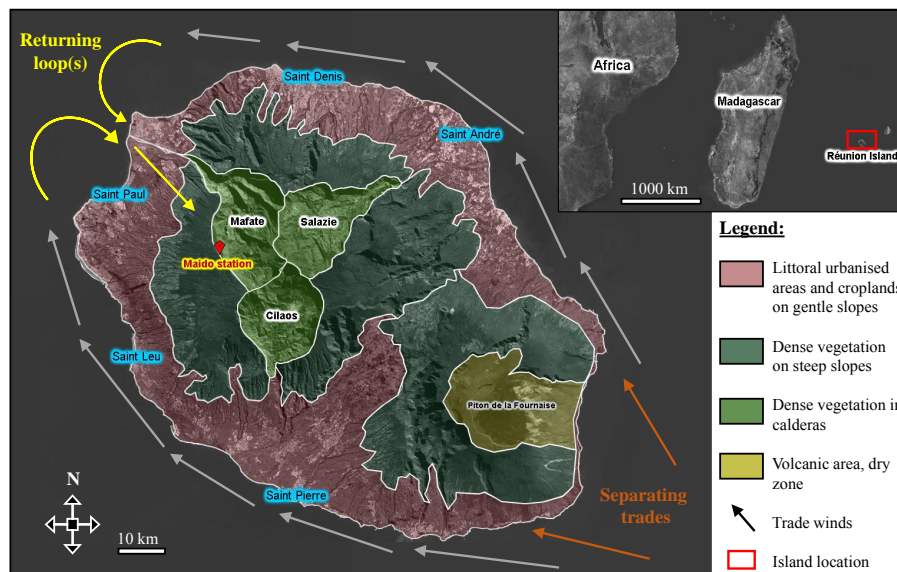 Returning
loop(s)
Saint Denis
Saint André
Saint Paul
Mafate
Salazie
Maido station
Cilaos
Saint Leu
Piton de la Fournaise
Saint Pierre
Separating
trades
N
10 km
Africa
Madagascar
Réunion Island
1000 km
Legend:
Littoral urbanised
areas and croplands
on gentle slopes
Dense vegetation
on steep slopes
Dense vegetation in
calderas
Volcanic area, dry
zone
Trade winds
Island location